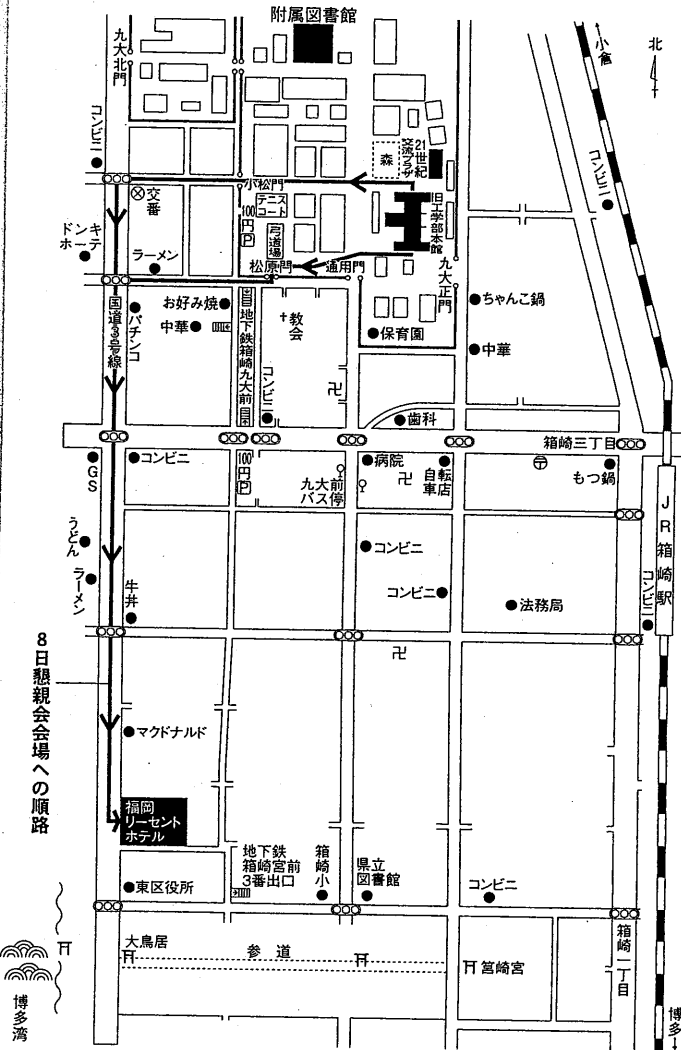 附属図書館
九大北門
←小倉
北
コンビニ
21世紀
交流プラザ
森
コンビニ
小松門
交番
テニス
コート
100円P
旧工学部本館
ドンキ
ホーテ
ラーメン
弓道場
松原門
通用門
九大正門
国道3号線
お好み焼
中華
パチンコ
地下鉄箱崎九大前
教会
ちゃんこ鍋
保育園
中華
コンビニ
卍
歯科
箱崎三丁目
GS
コンビニ
100円P
九大前
バス停
病院
卍
自転
車店
〒
もつ鍋
JR箱崎駅
うどん
ラーメン
コンビニ
コンビニ
法務局
コンビニ
牛丼
卍
8日懇親会会場への順路
マクドナルド
福岡
リーセント
ホテル
地下鉄
箱崎宮前
3番出口
箱崎小
県立
図書館
東区役所
コンビニ
大鳥居
参道
筥崎宮
箱崎一丁目
博多湾
博多→